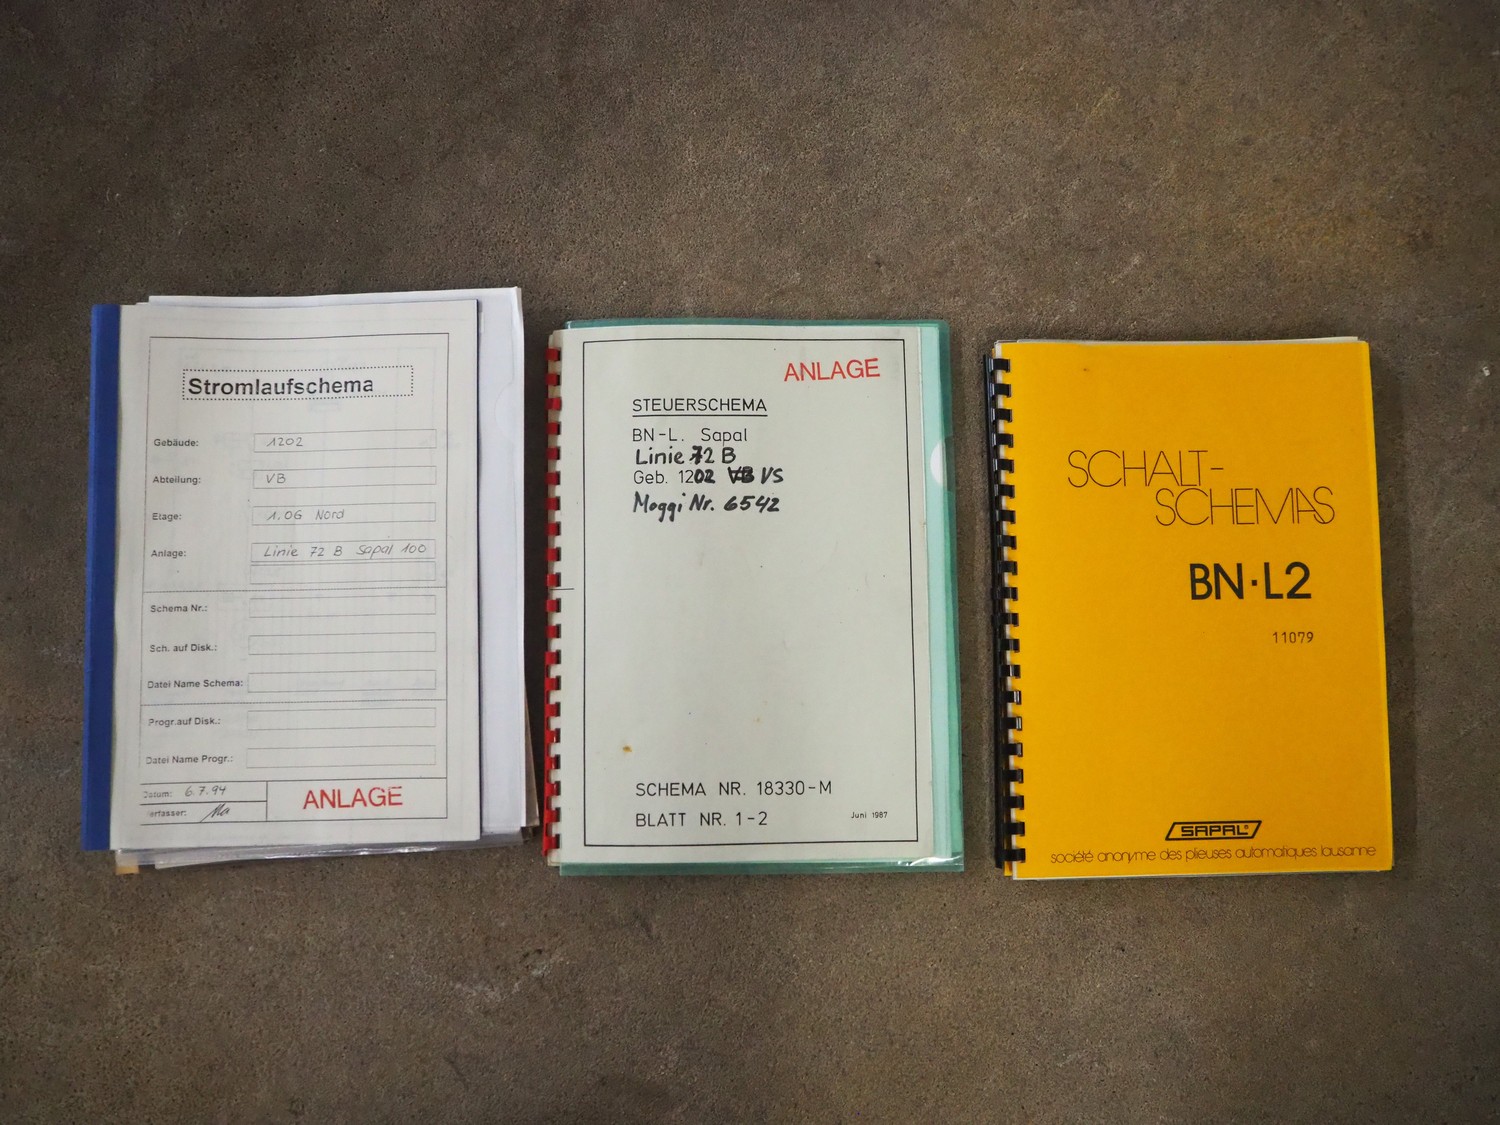 Stromlaufschema
Gebäude: 1202
Abteilung: VB
Etage: 1.OG Nord
Anlage: Linie 72 B Sapal 100
Schema Nr.:
Sch. auf Disk.:
Datei Name Schema:
Progr.auf Disk.:
Datei Name Progr.:
Datum: 6.7.94
Verfasser:
ANLAGE
ANLAGE
STEUERSCHEMA
BN-L. Sapal
Linie 72 B
Geb. 1202 VB VS
Moggi Nr. 6542
SCHEMA NR. 18330-M
BLATT NR. 1-2
Juni 1987
SCHALT-
SCHEMAS
BN·L2
11079
SAPAL®
société anonyme des plieuses automatiques lausanne